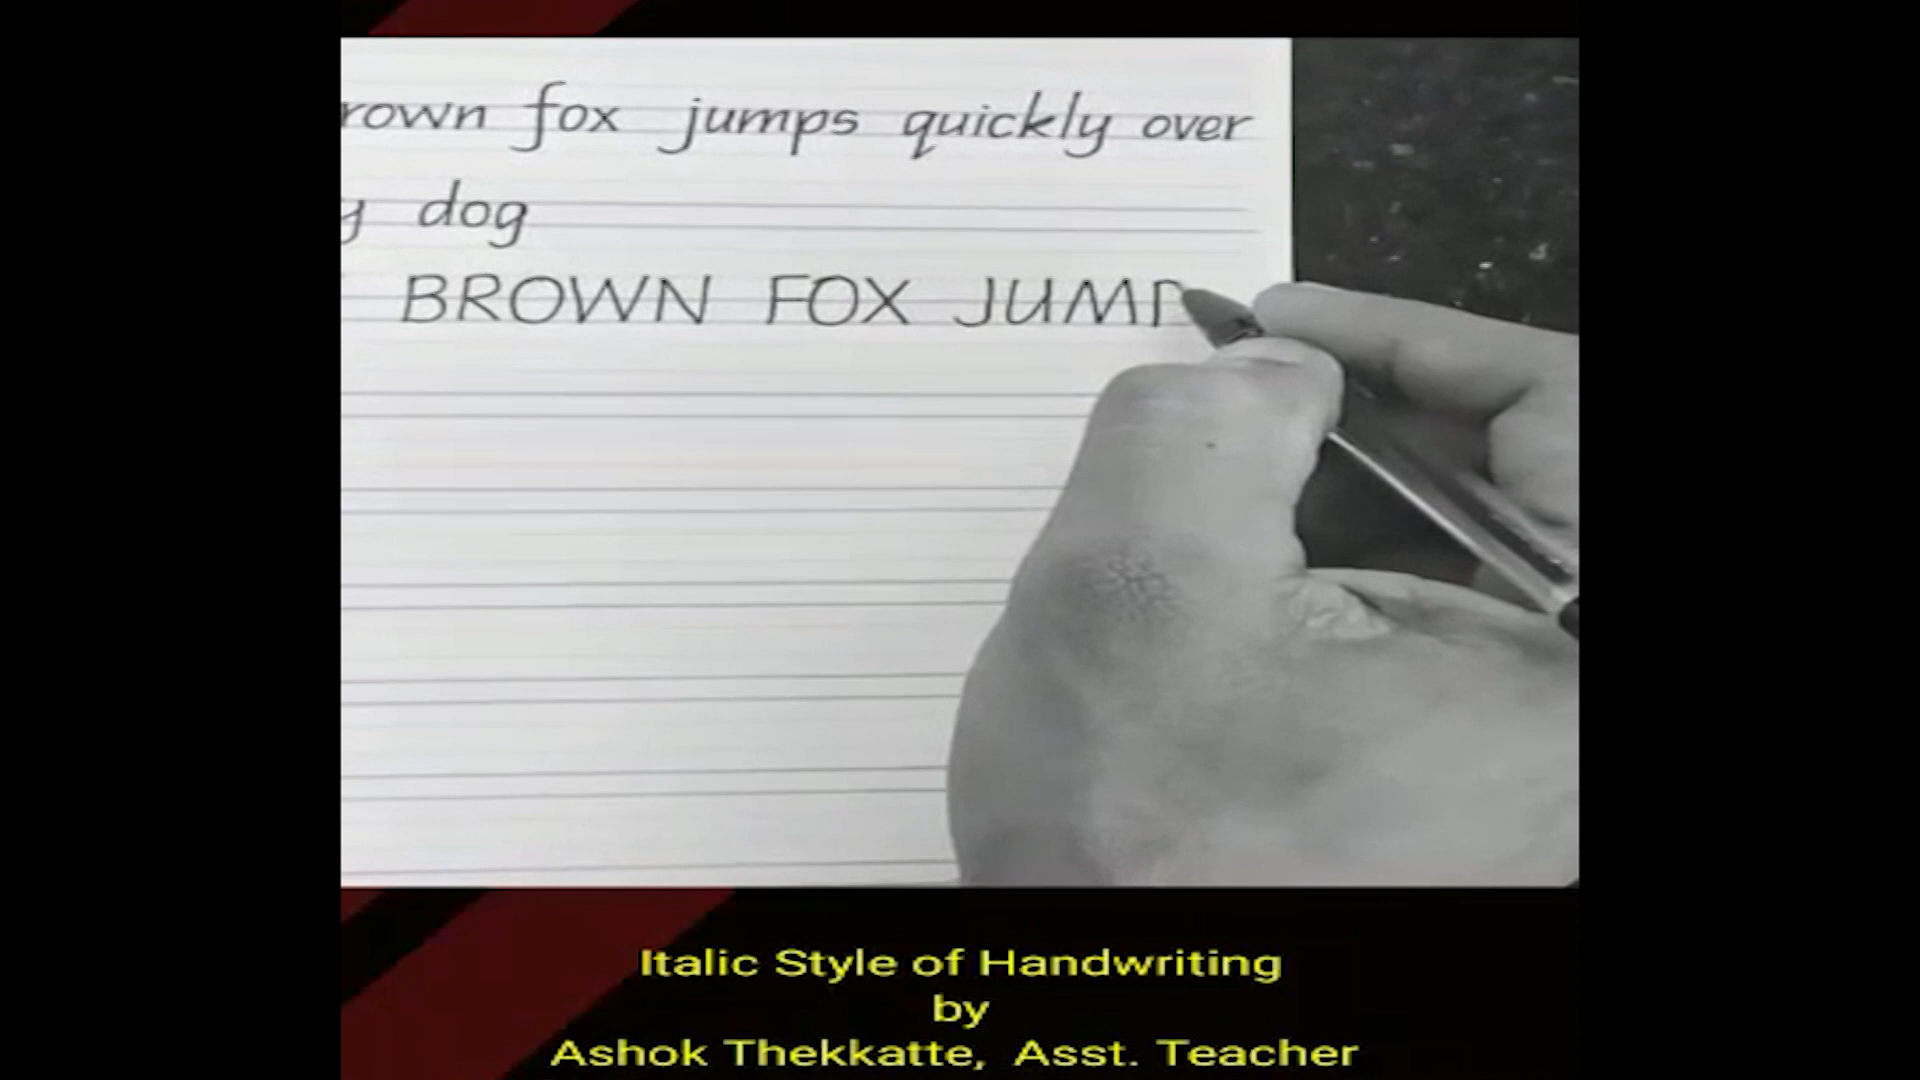 rown fox jumps quickly over
y dog
BROWN FOX JUMP
Italic Style of Handwriting
by
Ashok Thekkatte, Asst. Teacher